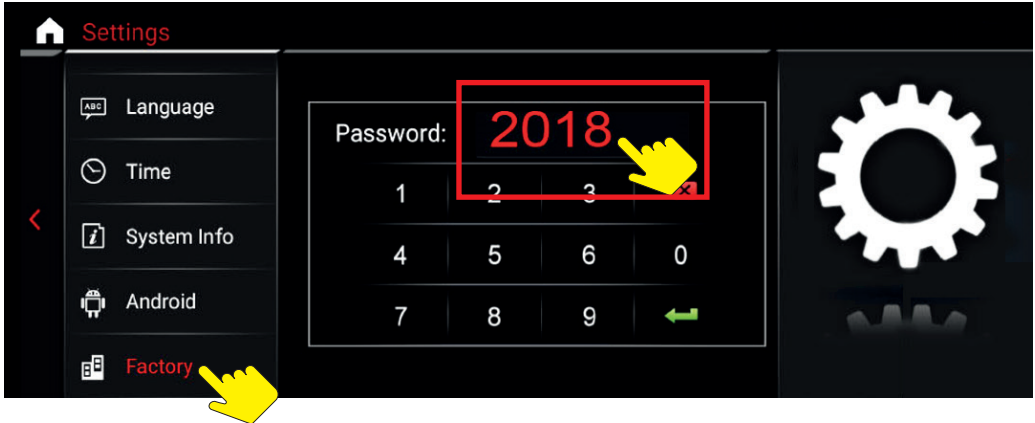 Settings
ABC Language
Time
i System Info
Android
Factory
Password: 2018
1 2 3
4 5 6 0
7 8 9